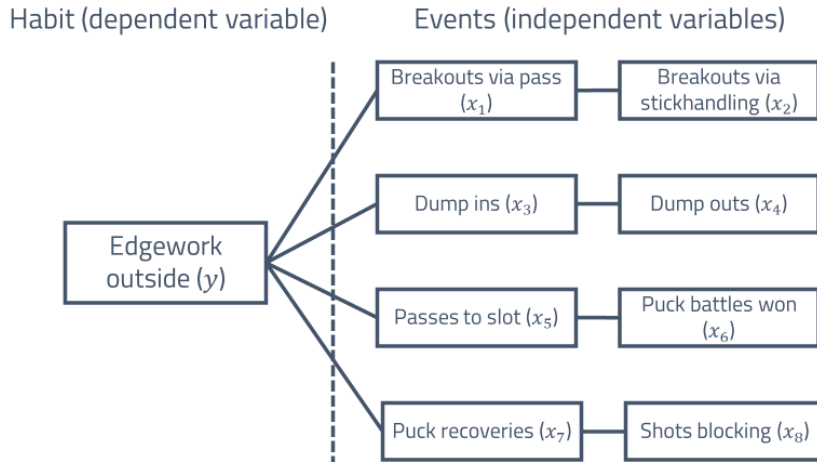 Habit (dependent variable)
Events (independent variables)
Breakouts via pass
(x₁)
Breakouts via
stickhandling (x₂)
Dump ins (x₃)
Dump outs (x₄)
Edgework
outside (y)
Passes to slot (x₅)
Puck battles won
(x₆)
Puck recoveries (x₇)
Shots blocking (x₈)